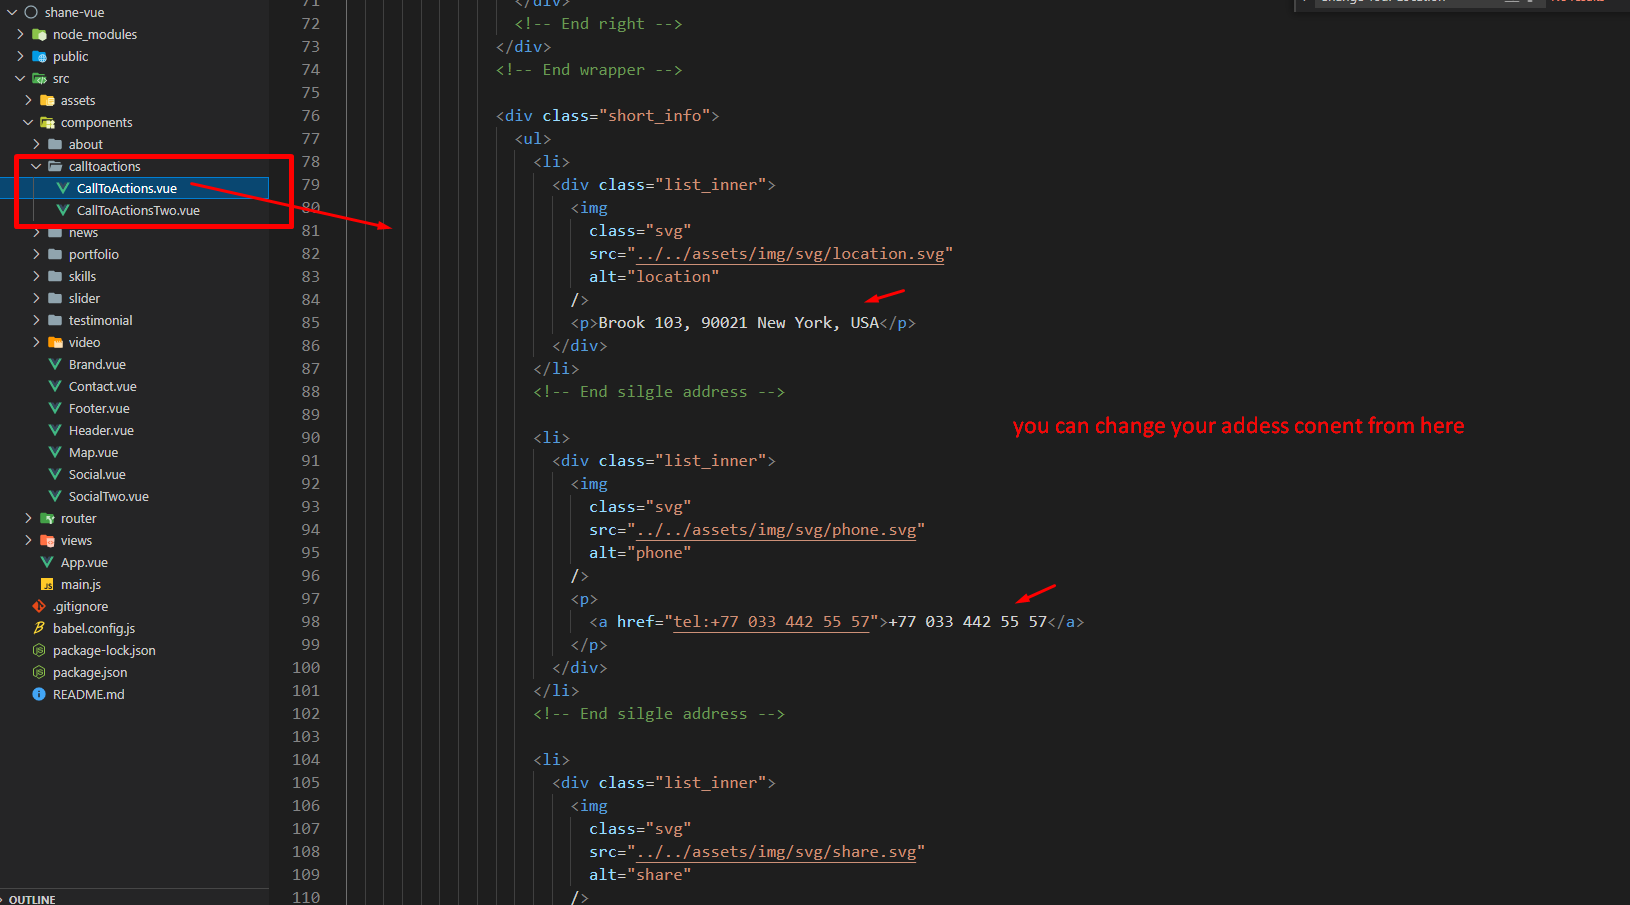 shane-vue
node_modules
public
src
assets
components
about
calltoactions
CallToActions.vue
CallToActionsTwo.vue
news
portfolio
skills
slider
testimonial
video
Brand.vue
Contact.vue
Footer.vue
Header.vue
Map.vue
Social.vue
SocialTwo.vue
router
views
App.vue
main.js
.gitignore
babel.config.js
package-lock.json
package.json
README.md
OUTLINE
71 </div>
72 <!-- End right -->
73 </div>
74 <!-- End wrapper -->
75
76 <div class="short_info">
77 <ul>
78 <li>
79 <div class="list_inner">
80 <img
81 class="svg"
82 src="../../assets/img/svg/location.svg"
83 alt="location"
84 />
85 <p>Brook 103, 90021 New York, USA</p>
86 </div>
87 </li>
88 <!-- End silgle address -->
89
90 <li>
91 <div class="list_inner">
92 <img
93 class="svg"
94 src="../../assets/img/svg/phone.svg"
95 alt="phone"
96 />
97 <p>
98 <a href="tel:+77 033 442 55 57">+77 033 442 55 57</a>
99 </p>
100 </div>
101 </li>
102 <!-- End silgle address -->
103
104 <li>
105 <div class="list_inner">
106 <img
107 class="svg"
108 src="../../assets/img/svg/share.svg"
109 alt="share"
110 />
you can change your addess conent from here